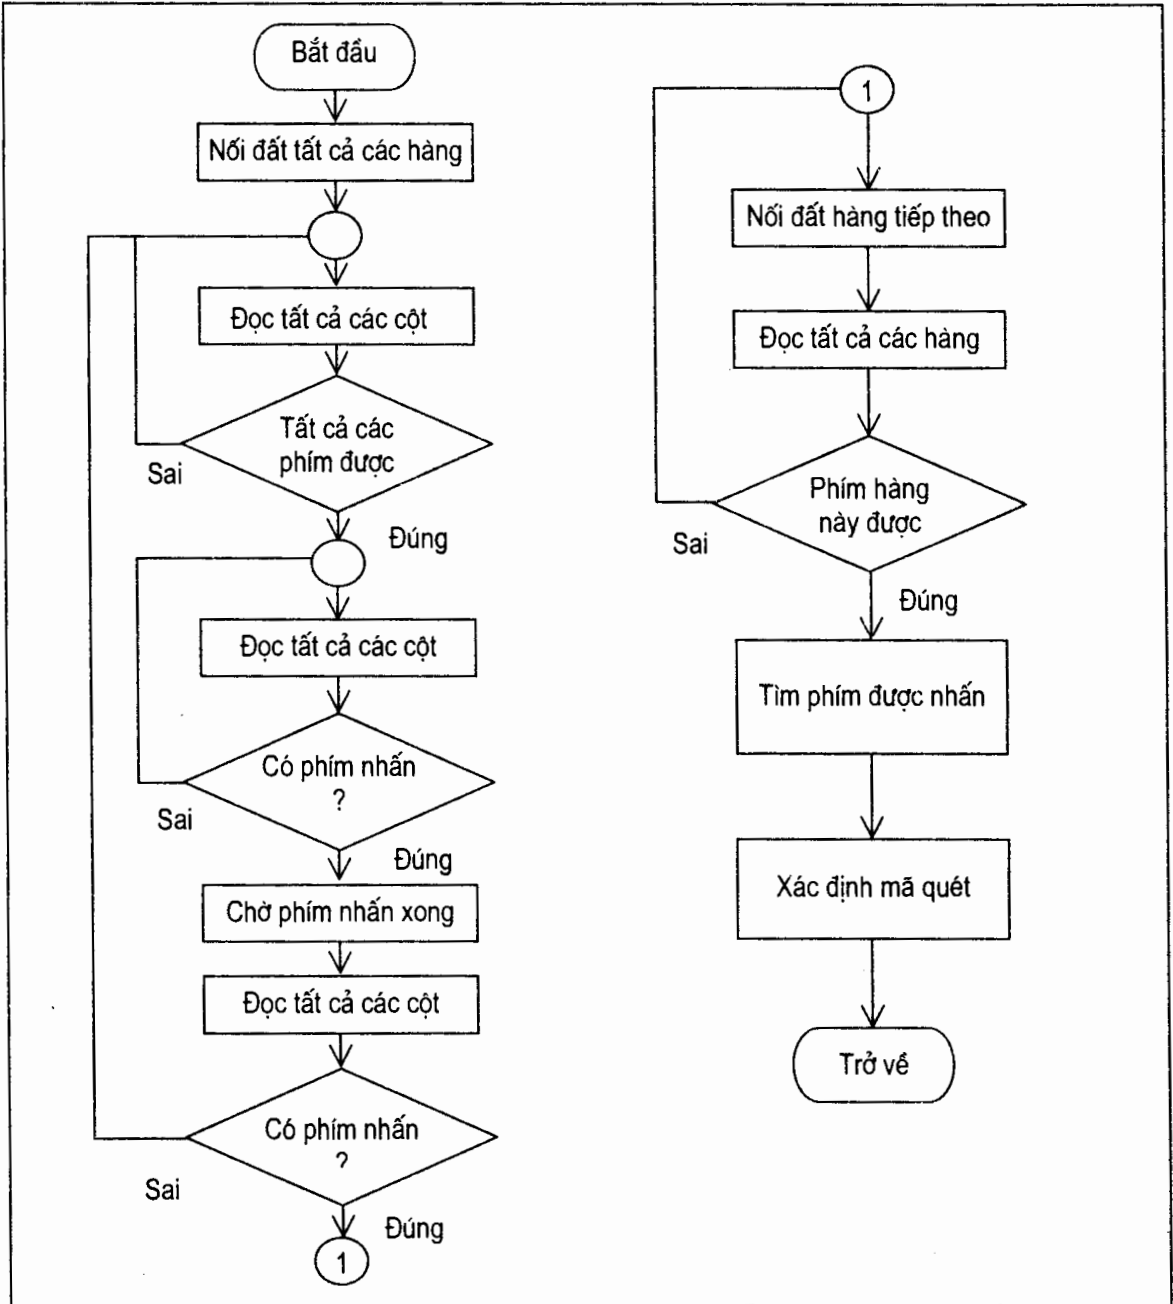 Bắt đầu
Nối đất tất cả các hàng
Đọc tất cả các cột
Tất cả các
phím được
Sai
Đúng
Đọc tất cả các cột
Có phím nhấn
?
Sai
Đúng
Chờ phím nhấn xong
Đọc tất cả các cột
Có phím nhấn
?
Sai
Đúng
1
1
Nối đất hàng tiếp theo
Đọc tất cả các hàng
Phím hàng
này được
Sai
Đúng
Tìm phím được nhấn
Xác định mã quét
Trở về